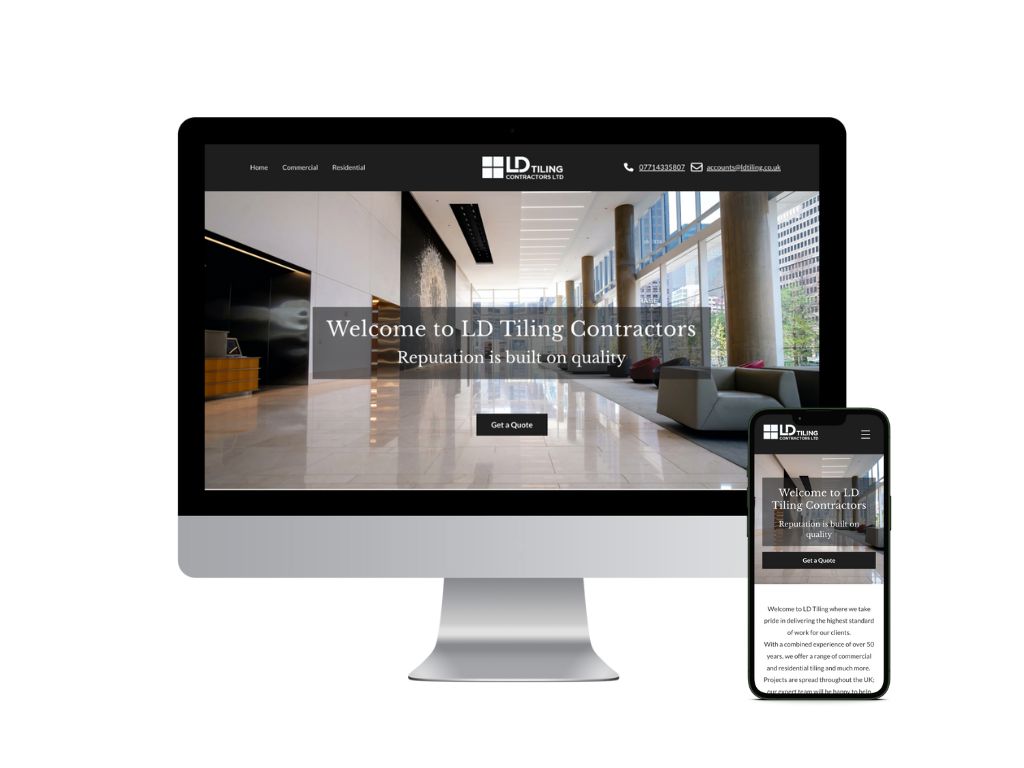 Home Commercial Residential
LD TILING
CONTRACTORS LTD
07714335807 accounts@ldtiling.co.uk
Welcome to LD Tiling Contractors
Reputation is built on quality
Get a Quote
LD TILING
CONTRACTORS LTD
Welcome to LD
Tiling Contractors
Reputation is built on
quality
Get a Quote
Welcome to LD Tiling where we take
pride in delivering the highest standard
of work for our clients.
With a combined experience of over 50
years, we offer a range of commercial
and residential tiling and much more.
Projects are spread throughout the UK;
our expert team will be happy to help